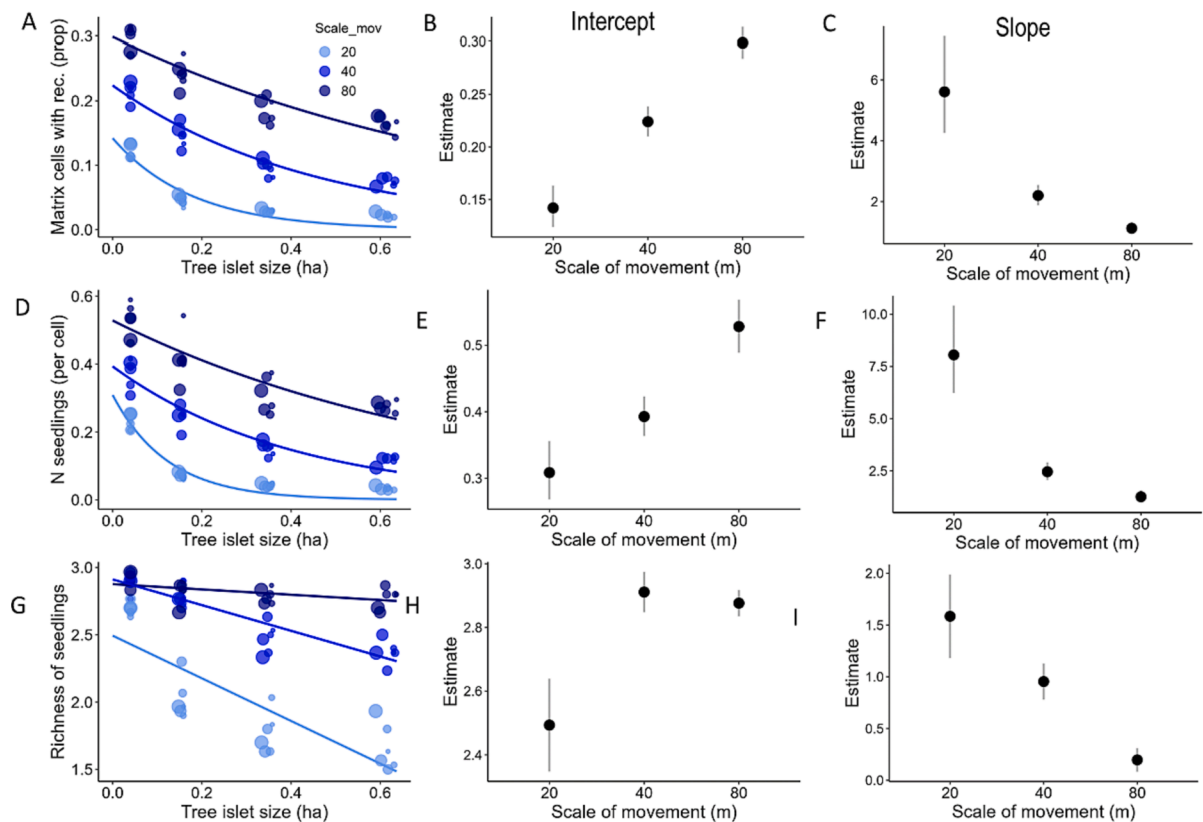 A
Scale_mov
20
40
80
Matrix cells with rec. (prop)
0.3
0.2
0.1
0.0
0.0 0.2 0.4 0.6
Tree islet size (ha)
B
Intercept
Estimate
0.30
0.25
0.20
0.15
20 40 80
Scale of movement (m)
C
Slope
Estimate
6
4
2
20 40 80
Scale of movement (m)
D
N seedlings (per cell)
0.6
0.4
0.2
0.0
0.0 0.2 0.4 0.6
Tree islet size (ha)
E
Estimate
0.5
0.4
0.3
20 40 80
Scale of movement (m)
F
Estimate
10.0
7.5
5.0
2.5
20 40 80
Scale of movement (m)
G
Richness of seedlings
3.0
2.5
2.0
1.5
0.0 0.2 0.4 0.6
Tree islet size (ha)
H
Estimate
3.0
2.8
2.6
2.4
20 40 80
Scale of movement (m)
I
Estimate
2.0
1.5
1.0
0.5
0.0
20 40 80
Scale of movement (m)